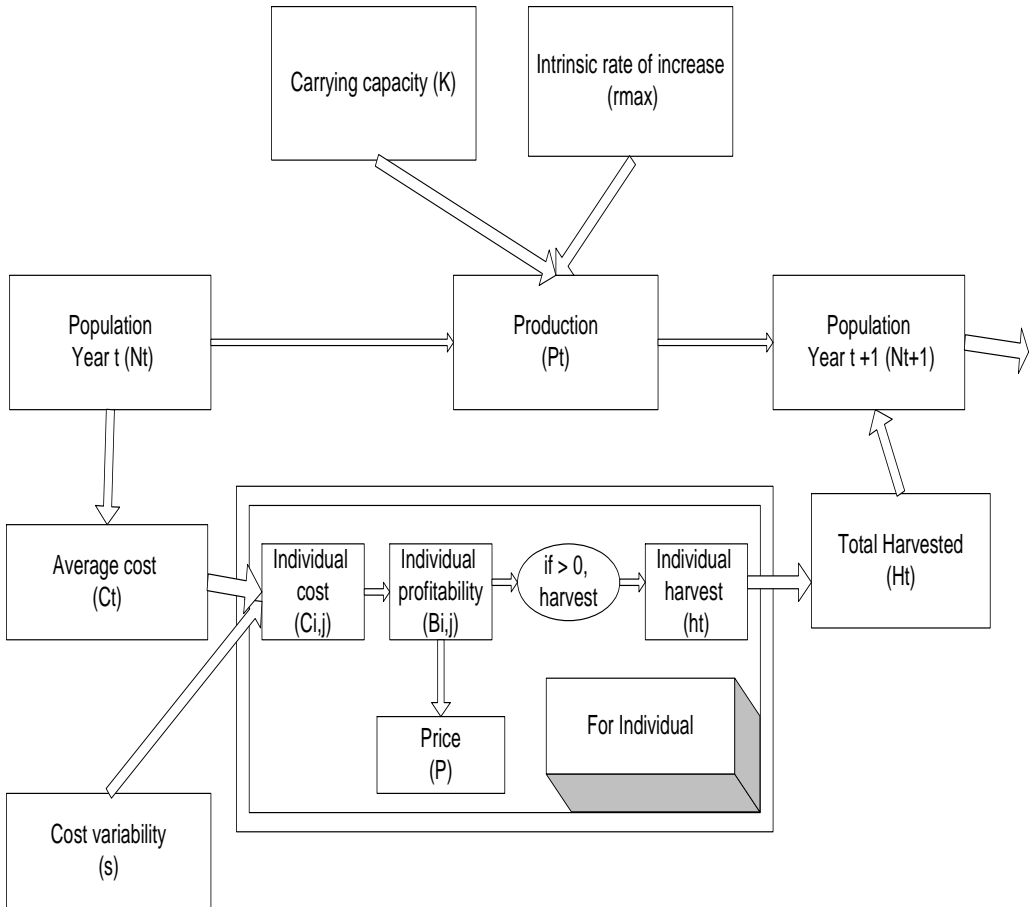 Carrying capacity (K)
Intrinsic rate of increase
(rmax)
Population
Year t (Nt)
Production
(Pt)
Population
Year t +1 (Nt+1)
Average cost
(Ct)
Individual
cost
(Ci,j)
Individual
profitability
(Bi,j)
if > 0,
harvest
Individual
harvest
(ht)
Total Harvested
(Ht)
Price
(P)
For Individual
Cost variability
(s)